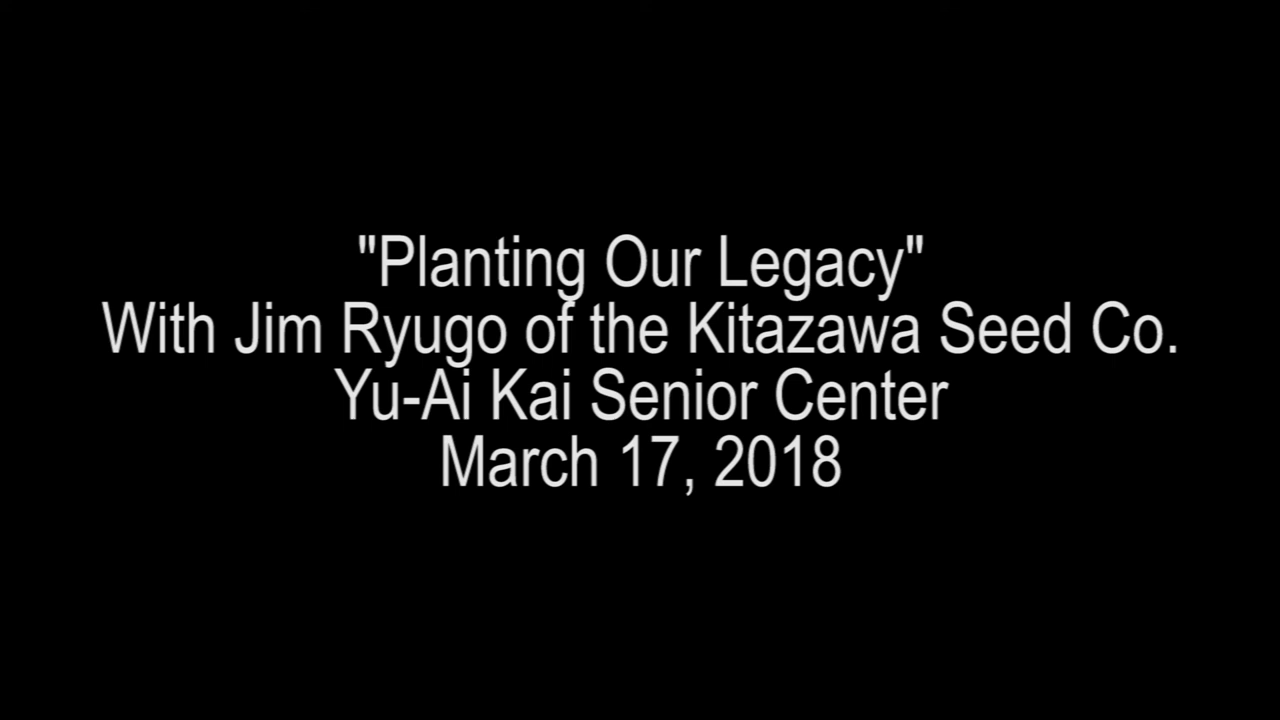 "Planting Our Legacy"
With Jim Ryugo of the Kitazawa Seed Co.
Yu-Ai Kai Senior Center
March 17, 2018